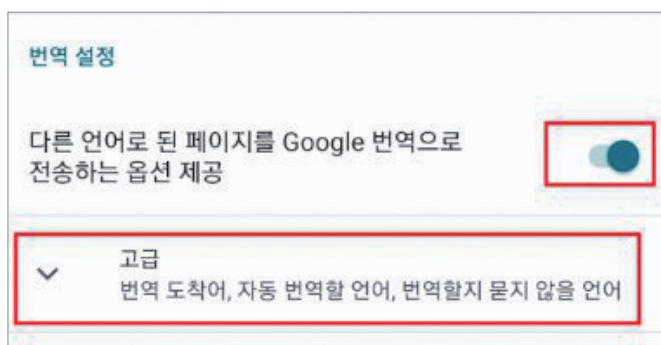 번역 설정
다른 언어로 된 페이지를 Google 번역으로
전송하는 옵션 제공
고급
번역 도착어, 자동 번역할 언어, 번역할지 묻지 않을 언어